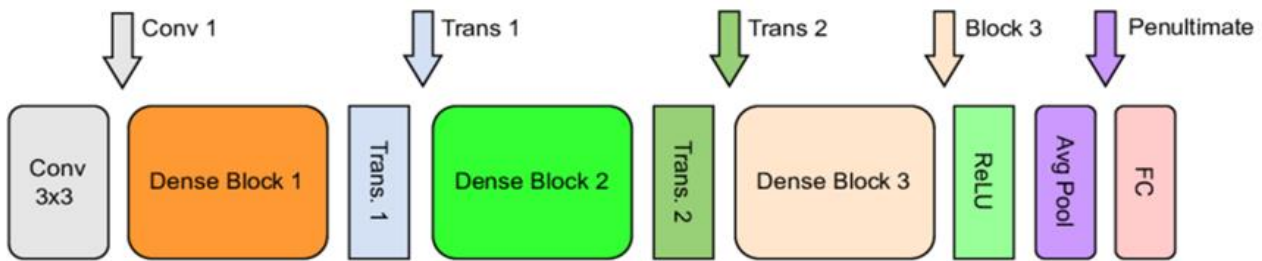 Conv 1
Trans 1
Trans 2
Block 3
Penultimate
Conv
3x3
Dense Block 1
Trans. 1
Dense Block 2
Trans. 2
Dense Block 3
ReLU
Avg Pool
FC